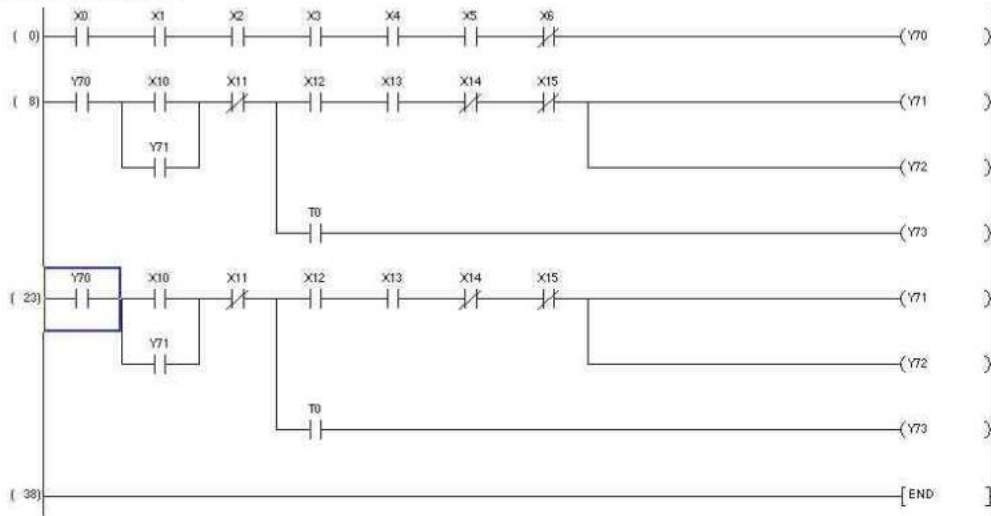 X0 X1 X2 X3 X4 X5 X6
( 0) (Y70 )
Y70 X10 X11 X12 X13 X14 X15
( 8) (Y71 )
Y71
(Y72 )
T0
(Y73 )
Y70 X10 X11 X12 X13 X14 X15
( 23) (Y71 )
Y71
(Y72 )
T0
(Y73 )
( 38) [END ]